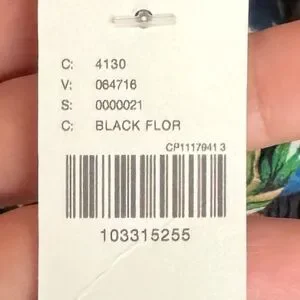 C: 4130
V: 064716
S: 0000021
C: BLACK FLOR
CP1117941 3
103315255